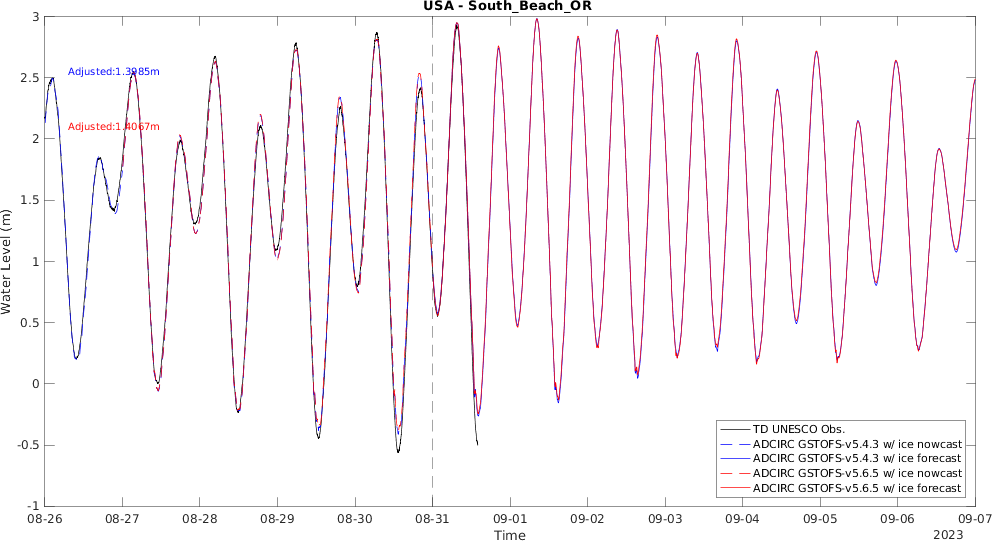 USA - South_Beach_OR
Adjusted:1.3985m
Adjusted:1.4067m
Water Level (m)
3
2.5
2
1.5
1
0.5
0
-0.5
-1
TD UNESCO Obs.
ADCIRC GSTOFS-v5.4.3 w/ ice nowcast
ADCIRC GSTOFS-v5.4.3 w/ ice forecast
ADCIRC GSTOFS-v5.6.5 w/ ice nowcast
ADCIRC GSTOFS-v5.6.5 w/ ice forecast
08-26 08-27 08-28 08-29 08-30 08-31 09-01 09-02 09-03 09-04 09-05 09-06 09-07
Time
2023